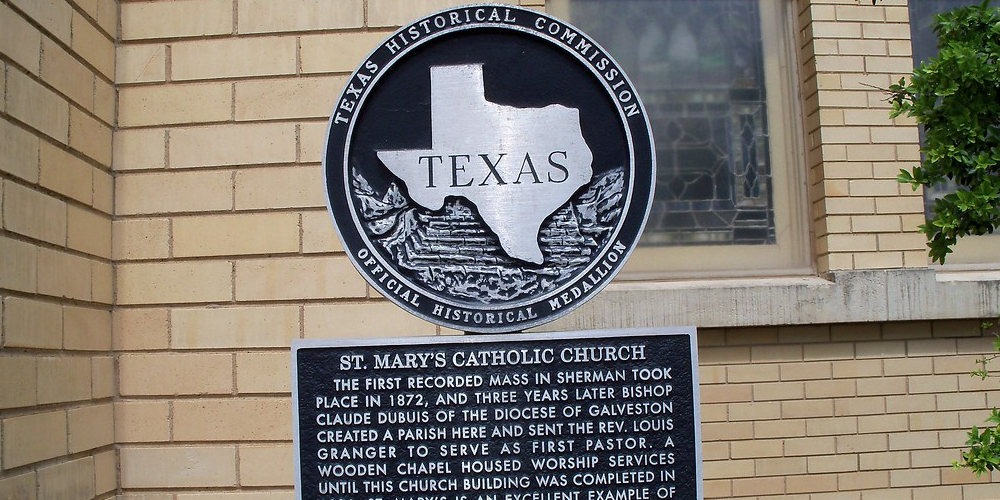 TEXAS HISTORICAL COMMISSION
TEXAS
OFFICIAL HISTORICAL MEDALLION
ST. MARY'S CATHOLIC CHURCH
THE FIRST RECORDED MASS IN SHERMAN TOOK
PLACE IN 1872, AND THREE YEARS LATER BISHOP
CLAUDE DUBUIS OF THE DIOCESE OF GALVESTON
CREATED A PARISH HERE AND SENT THE REV. LOUIS
GRANGER TO SERVE AS FIRST PASTOR. A
WOODEN CHAPEL HOUSED WORSHIP SERVICES
UNTIL THIS CHURCH BUILDING WAS COMPLETED IN
ST. MARY'S IS AN EXCELLENT EXAMPLE OF